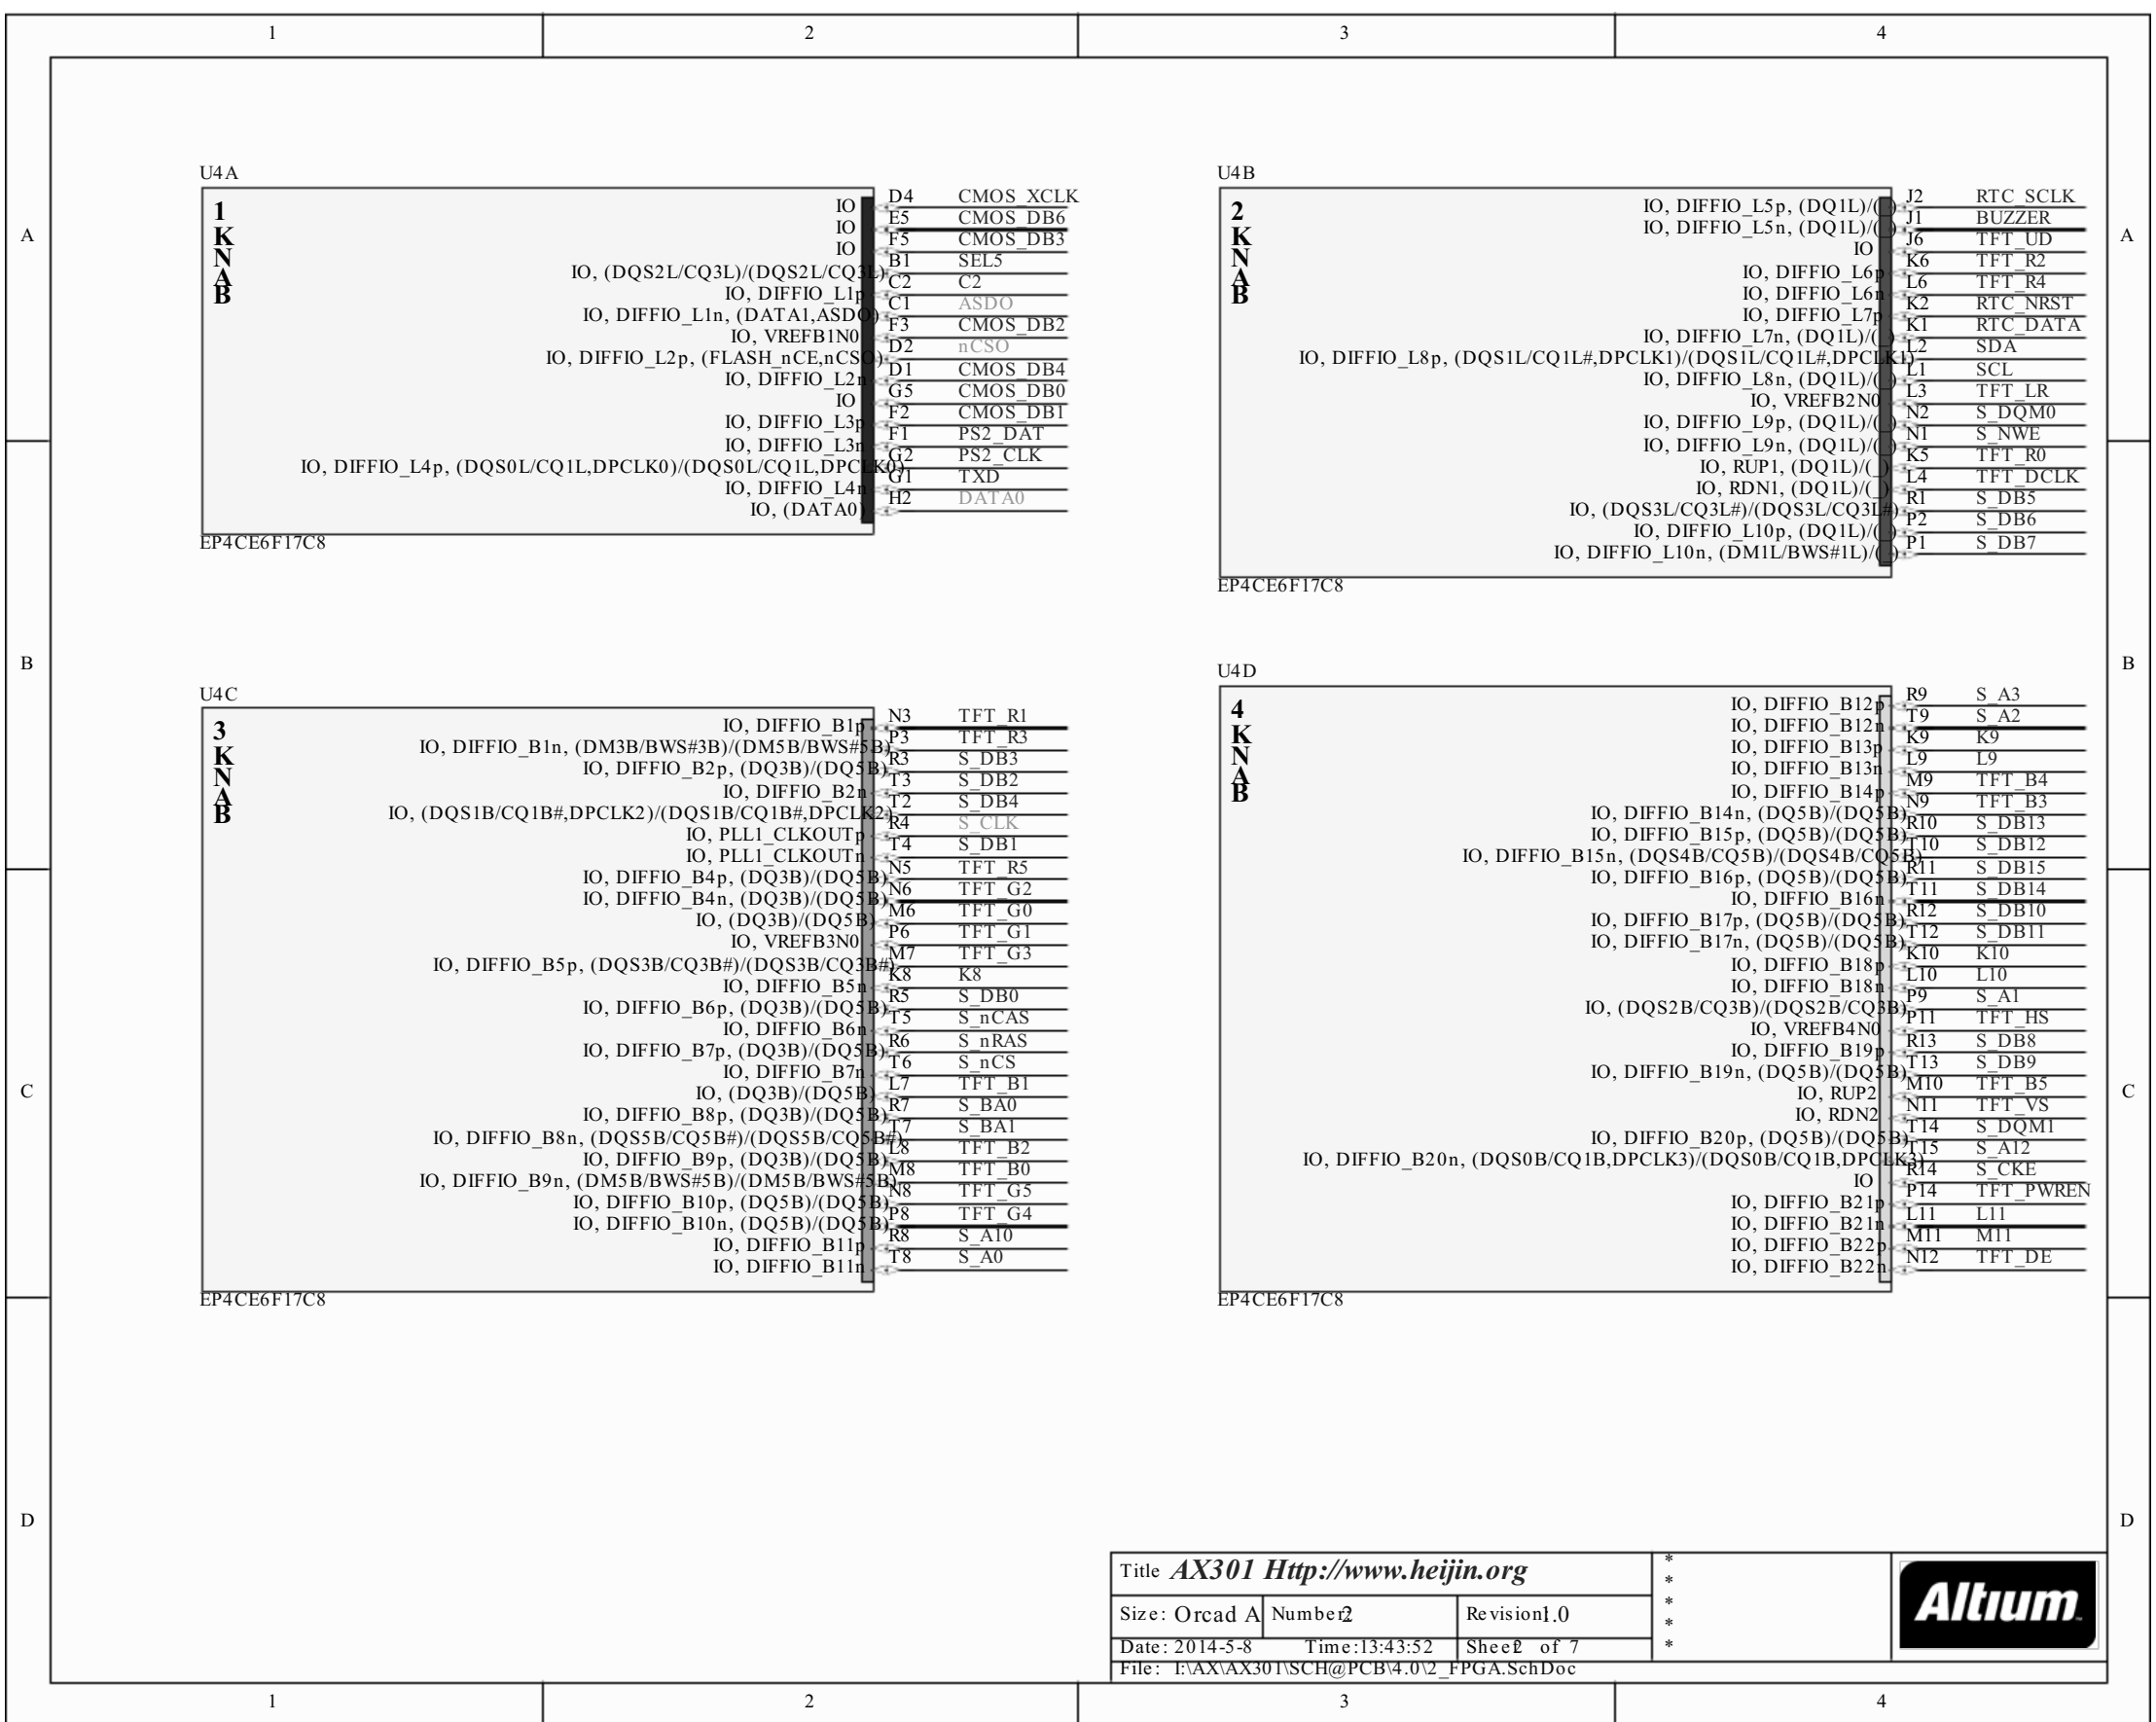 1 2 3 4
A A
B B
C C
D D
U4A
1
K
N
A
B
IO D4 CMOS_XCLK
IO E5 CMOS_DB6
IO F5 CMOS_DB3
IO, (DQS2L/CQ3L)/(DQS2L/CQ3L) B1 SEL5
IO, DIFFIO_L1p C2 C2
IO, DIFFIO_L1n, (DATA1,ASDO) C1 ASDO
IO, VREFB1N0 F3 CMOS_DB2
IO, DIFFIO_L2p, (FLASH_nCE,nCSO) D2 nCSO
IO, DIFFIO_L2n D1 CMOS_DB4
IO G5 CMOS_DB0
IO, DIFFIO_L3p F2 CMOS_DB1
IO, DIFFIO_L3n F1 PS2_DAT
IO, DIFFIO_L4p, (DQS0L/CQ1L,DPCLK0)/(DQS0L/CQ1L,DPCLK0) G2 PS2_CLK
IO, DIFFIO_L4n G1 TXD
IO, (DATA0) H2 DATA0
EP4CE6F17C8
U4B
2
K
N
A
B
IO, DIFFIO_L5p, (DQ1L)/(_) J2 RTC_SCLK
IO, DIFFIO_L5n, (DQ1L)/(_) J1 BUZZER
IO J6 TFT_UD
IO, DIFFIO_L6p K6 TFT_R2
IO, DIFFIO_L6n L6 TFT_R4
IO, DIFFIO_L7p K2 RTC_NRST
IO, DIFFIO_L7n, (DQ1L)/(_) K1 RTC_DATA
IO, DIFFIO_L8p, (DQS1L/CQ1L#,DPCLK1)/(DQS1L/CQ1L#,DPCLK1) L2 SDA
IO, DIFFIO_L8n, (DQ1L)/(_) L1 SCL
IO, VREFB2N0 L3 TFT_LR
IO, DIFFIO_L9p, (DQ1L)/(_) N2 S_DQM0
IO, DIFFIO_L9n, (DQ1L)/(_) N1 S_NWE
IO, RUP1, (DQ1L)/(_) K5 TFT_R0
IO, RDN1, (DQ1L)/(_) L4 TFT_DCLK
IO, (DQS3L/CQ3L#)/(DQS3L/CQ3L#) R1 S_DB5
IO, DIFFIO_L10p, (DQ1L)/(_) P2 S_DB6
IO, DIFFIO_L10n, (DM1L/BWS#1L)/(_) P1 S_DB7
EP4CE6F17C8
U4C
3
K
N
A
B
IO, DIFFIO_B1p N3 TFT_R1
IO, DIFFIO_B1n, (DM3B/BWS#3B)/(DM5B/BWS#5B) P3 TFT_R3
IO, DIFFIO_B2p, (DQ3B)/(DQ5B) R3 S_DB3
IO, DIFFIO_B2n T3 S_DB2
IO, (DQS1B/CQ1B#,DPCLK2)/(DQS1B/CQ1B#,DPCLK2) T2 S_DB4
IO, PLL1_CLKOUTp R4 S_CLK
IO, PLL1_CLKOUTn T4 S_DB1
IO, DIFFIO_B4p, (DQ3B)/(DQ5B) N5 TFT_R5
IO, DIFFIO_B4n, (DQ3B)/(DQ5B) N6 TFT_G2
IO, (DQ3B)/(DQ5B) M6 TFT_G0
IO, VREFB3N0 P6 TFT_G1
IO, DIFFIO_B5p, (DQS3B/CQ3B#)/(DQS3B/CQ3B#) M7 TFT_G3
IO, DIFFIO_B5n K8 K8
IO, DIFFIO_B6p, (DQ3B)/(DQ5B) R5 S_DB0
IO, DIFFIO_B6n T5 S_nCAS
IO, DIFFIO_B7p, (DQ3B)/(DQ5B) R6 S_nRAS
IO, DIFFIO_B7n T6 S_nCS
IO, (DQ3B)/(DQ5B) L7 TFT_B1
IO, DIFFIO_B8p, (DQ3B)/(DQ5B) R7 S_BA0
IO, DIFFIO_B8n, (DQS5B/CQ5B#)/(DQS5B/CQ5B#) T7 S_BA1
IO, DIFFIO_B9p, (DQ3B)/(DQ5B) L8 TFT_B2
IO, DIFFIO_B9n, (DM5B/BWS#5B)/(DM5B/BWS#5B) M8 TFT_B0
IO, DIFFIO_B10p, (DQ5B)/(DQ5B) N8 TFT_G5
IO, DIFFIO_B10n, (DQ5B)/(DQ5B) P8 TFT_G4
IO, DIFFIO_B11p R8 S_A10
IO, DIFFIO_B11n T8 S_A0
EP4CE6F17C8
U4D
4
K
N
A
B
IO, DIFFIO_B12p R9 S_A3
IO, DIFFIO_B12n T9 S_A2
IO, DIFFIO_B13p K9 K9
IO, DIFFIO_B13n L9 L9
IO, DIFFIO_B14p M9 TFT_B4
IO, DIFFIO_B14n, (DQ5B)/(DQ5B) N9 TFT_B3
IO, DIFFIO_B15p, (DQ5B)/(DQ5B) R10 S_DB13
IO, DIFFIO_B15n, (DQS4B/CQ5B)/(DQS4B/CQ5B) T10 S_DB12
IO, DIFFIO_B16p, (DQ5B)/(DQ5B) R11 S_DB15
IO, DIFFIO_B16n T11 S_DB14
IO, DIFFIO_B17p, (DQ5B)/(DQ5B) R12 S_DB10
IO, DIFFIO_B17n, (DQ5B)/(DQ5B) T12 S_DB11
IO, DIFFIO_B18p K10 K10
IO, DIFFIO_B18n L10 L10
IO, (DQS2B/CQ3B)/(DQS2B/CQ3B) P9 S_A1
IO, VREFB4N0 P11 TFT_HS
IO, DIFFIO_B19p R13 S_DB8
IO, DIFFIO_B19n, (DQ5B)/(DQ5B) T13 S_DB9
IO, RUP2 M10 TFT_B5
IO, RDN2 N11 TFT_VS
IO, DIFFIO_B20p, (DQ5B)/(DQ5B) T14 S_DQM1
IO, DIFFIO_B20n, (DQS0B/CQ1B,DPCLK3)/(DQS0B/CQ1B,DPCLK3) T15 S_A12
IO R14 S_CKE
IO, DIFFIO_B21p P14 TFT_PWREN
IO, DIFFIO_B21n L11 L11
IO, DIFFIO_B22p M11 M11
IO, DIFFIO_B22n N12 TFT_DE
EP4CE6F17C8
Title AX301 Http://www.heijin.org
Size: Orcad A Number: 2 Revision: 1.0
Date: 2014-5-8 Time: 13:43:52 Sheet 2 of 7
File: I:\AX\AX301\SCH@PCB\4.0\2_FPGA.SchDoc
*
*
*
*
*
Altium
1 2 3 4